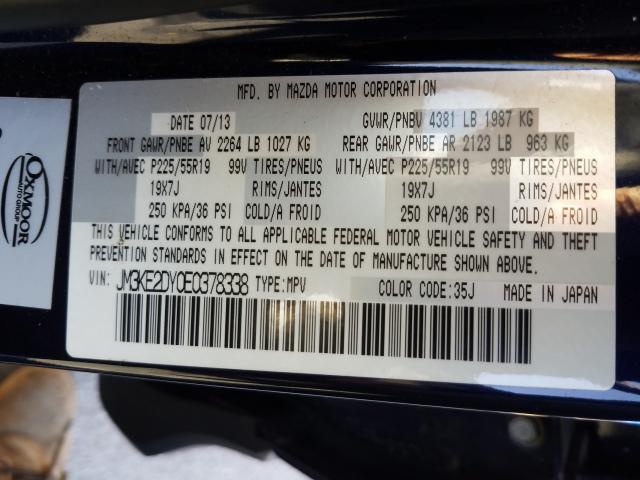 MFD. BY MAZDA MOTOR CORPORATION
DATE 07/13 GVWR/PNBV 4381 LB 1987 KG
FRONT GAWR/PNBE AV 2264 LB 1027 KG REAR GAWR/PNBE AR 2123 LB 963 KG
WITH/AVEC P225/55R19 99V TIRES/PNEUS WITH/AVEC P225/55R19 99V TIRES/PNEUS
19X7J RIMS/JANTES 19X7J RIMS/JANTES
250 KPA/36 PSI COLD/A FROID 250 KPA/36 PSI COLD/A FROID
THIS VEHICLE CONFORMS TO ALL APPLICABLE FEDERAL MOTOR VEHICLE SAFETY AND THEFT
PREVENTION STANDARDS IN EFFECT ON THE DATE OF MANUFACTURE SHOWN ABOVE.
VIN: JM3KE2DY0E0378338 TYPE:MPV COLOR CODE:35J MADE IN JAPAN
OXMOOR
AUTO GROUP